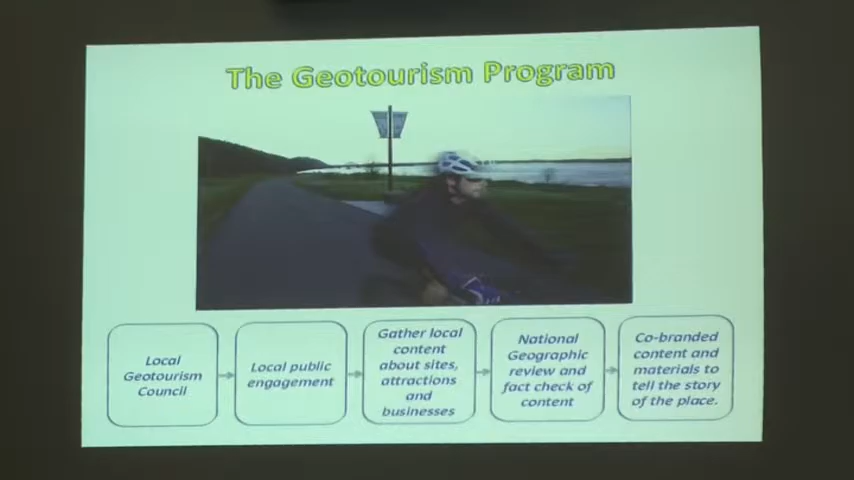 The Geotourism Program
Local
Geotourism
Council
Local public
engagement
Gather local
content
about sites,
attractions
and
businesses
National
Geographic
review and
fact check of
content
Co-branded
content and
materials to
tell the story
of the place.